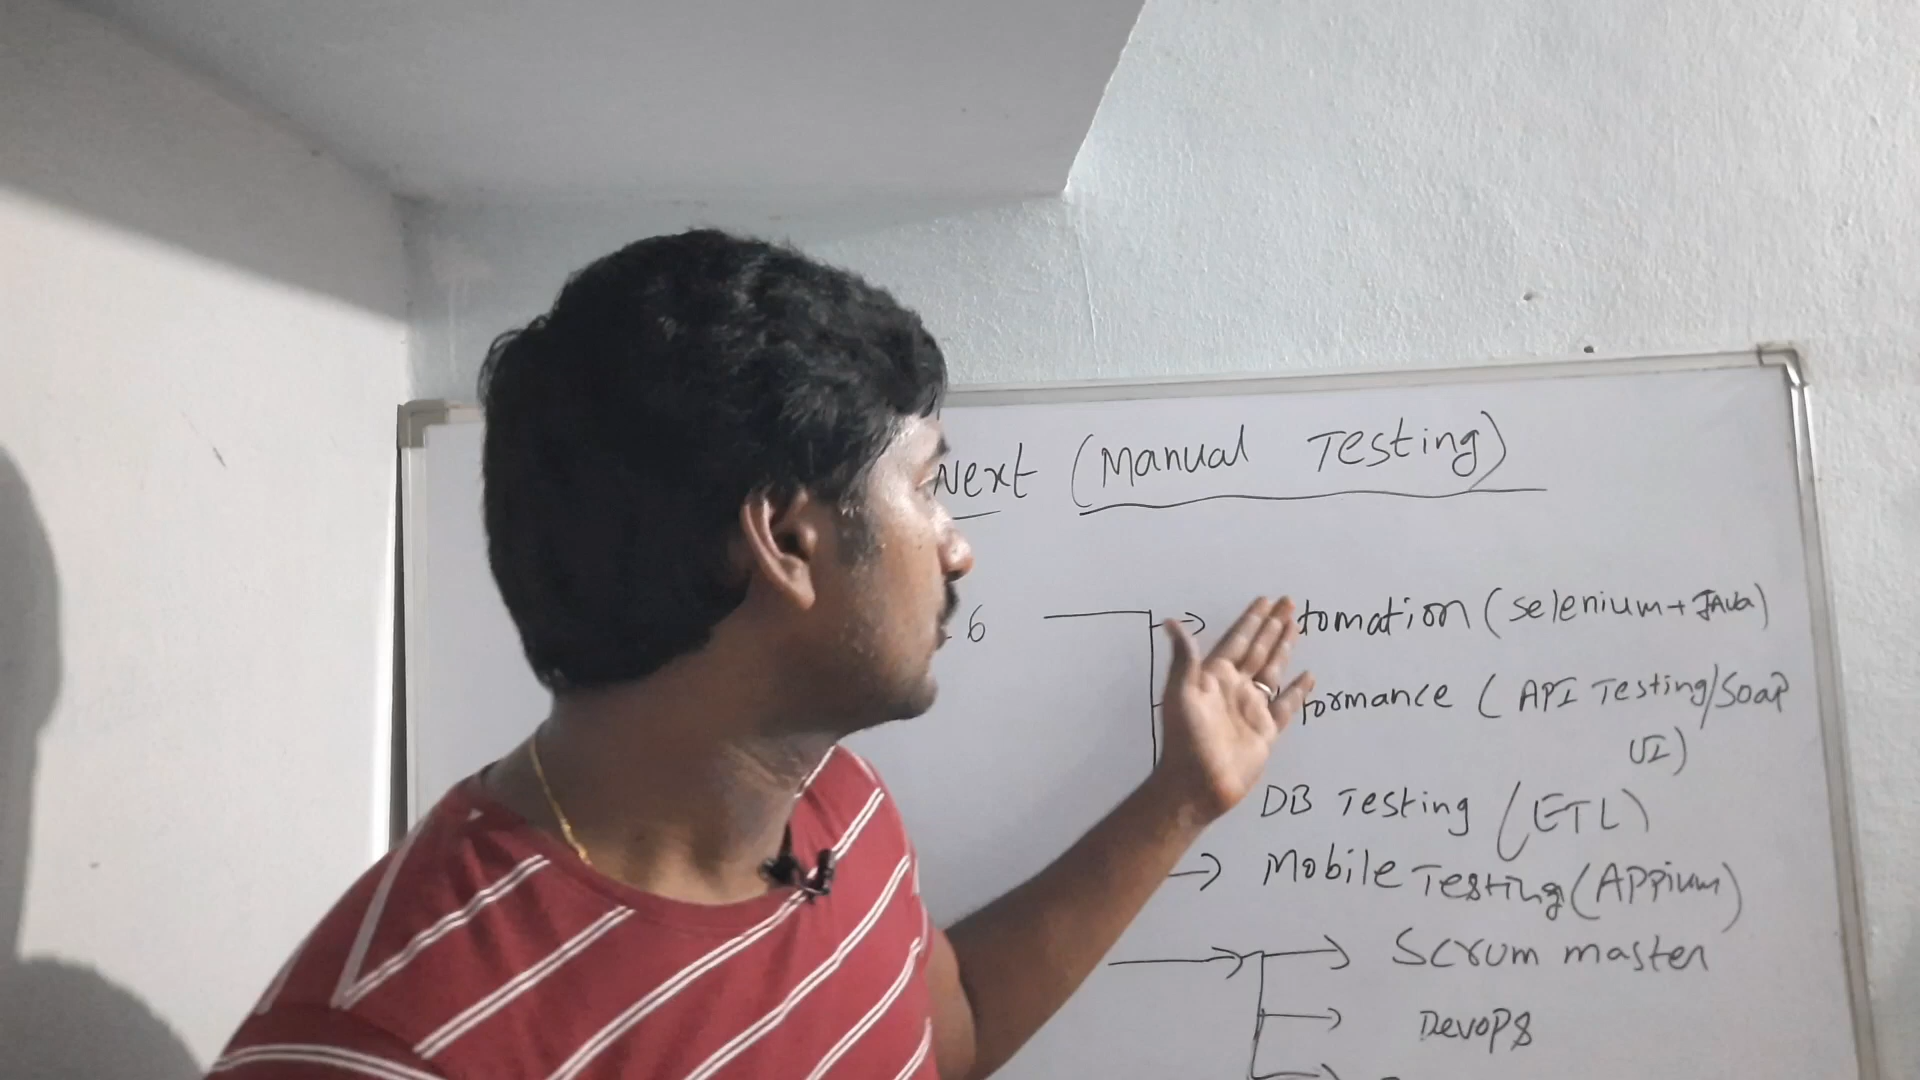 Next (Manual Testing)
6
tomation (Selenium + JAva)
formance ( API Testing/Soap
UI)
DB Testing (ETL)
Mobile Testing (APPium)
Scrum master
DevoPS